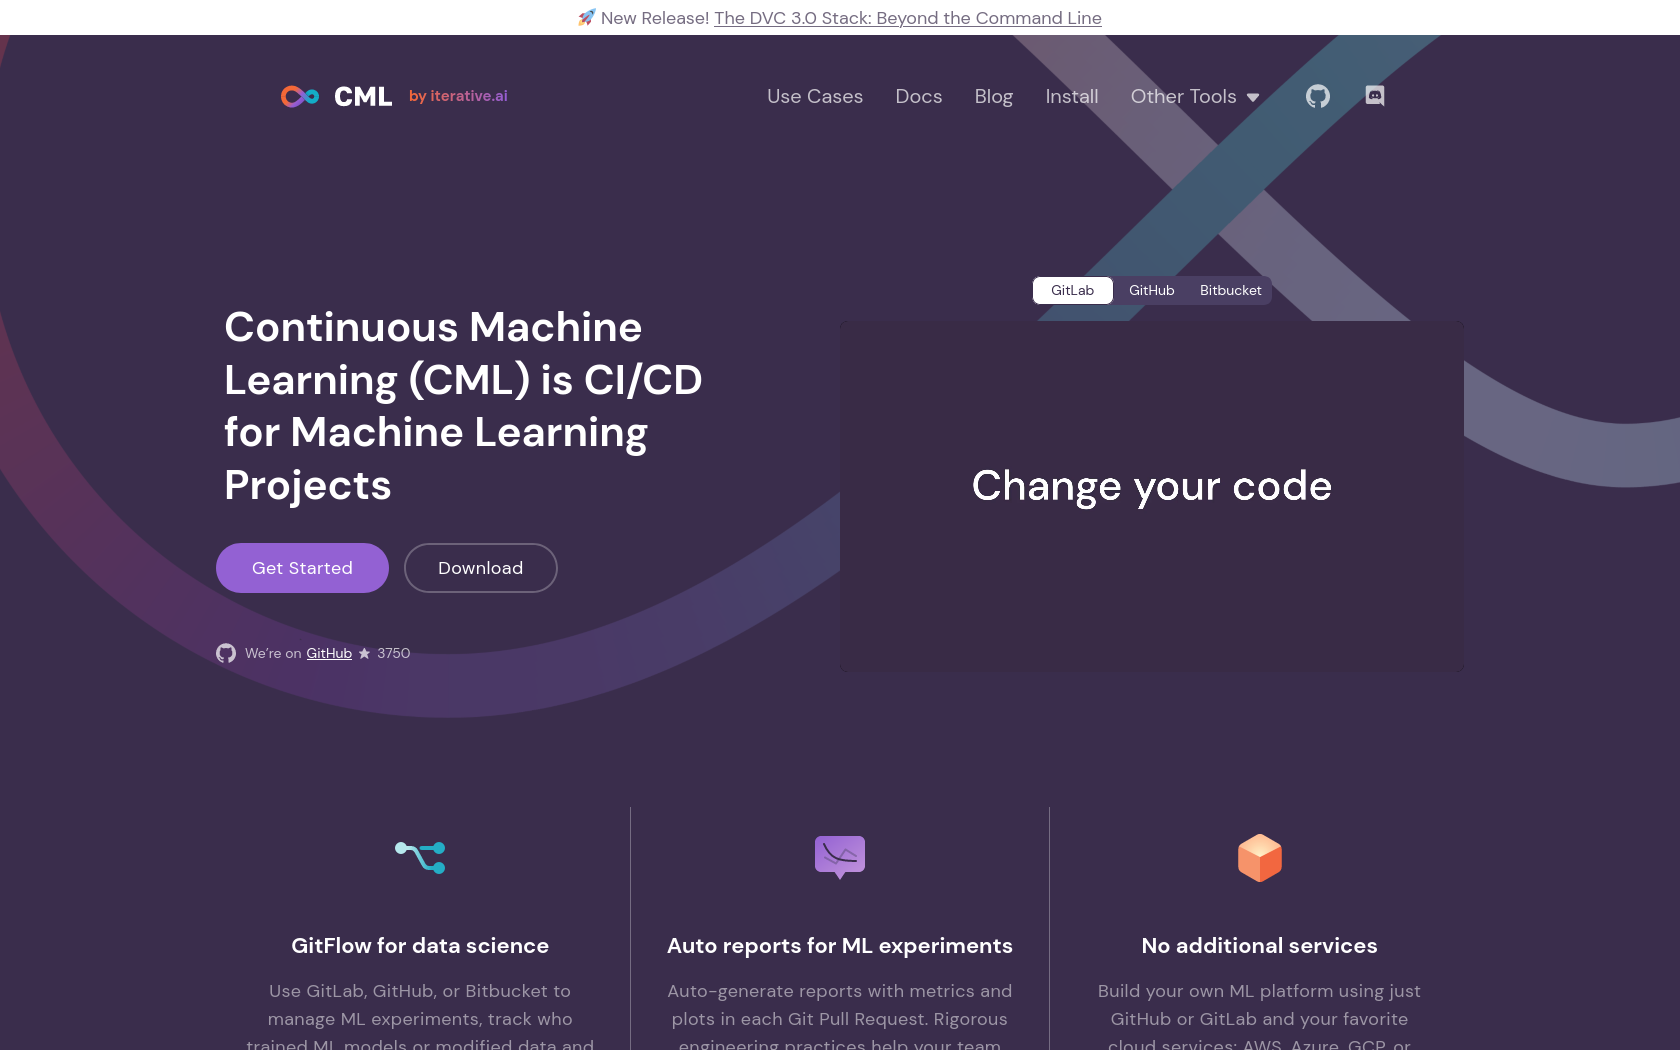 🚀 New Release! The DVC 3.0 Stack: Beyond the Command Line
CML by iterative.ai
Use Cases Docs Blog Install Other Tools
GitLab GitHub Bitbucket
Continuous Machine
Learning (CML) is CI/CD
for Machine Learning
Projects
Change your code
Get Started Download
We're on GitHub ★ 3750
GitFlow for data science
Use GitLab, GitHub, or Bitbucket to
manage ML experiments, track who
trained ML models or modified data and
Auto reports for ML experiments
Auto-generate reports with metrics and
plots in each Git Pull Request. Rigorous
engineering practices help your team
No additional services
Build your own ML platform using just
GitHub or GitLab and your favorite
cloud services: AWS, Azure, GCP, or